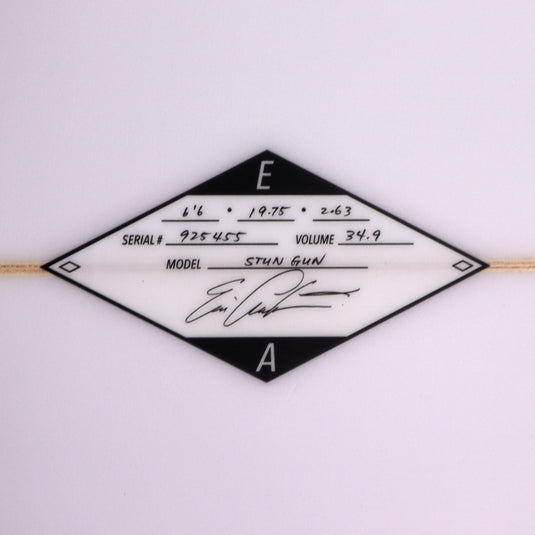 E
6'6 • 19.75 • 2.63
SERIAL# 925455 VOLUME 34.9
MODEL STUN GUN
A